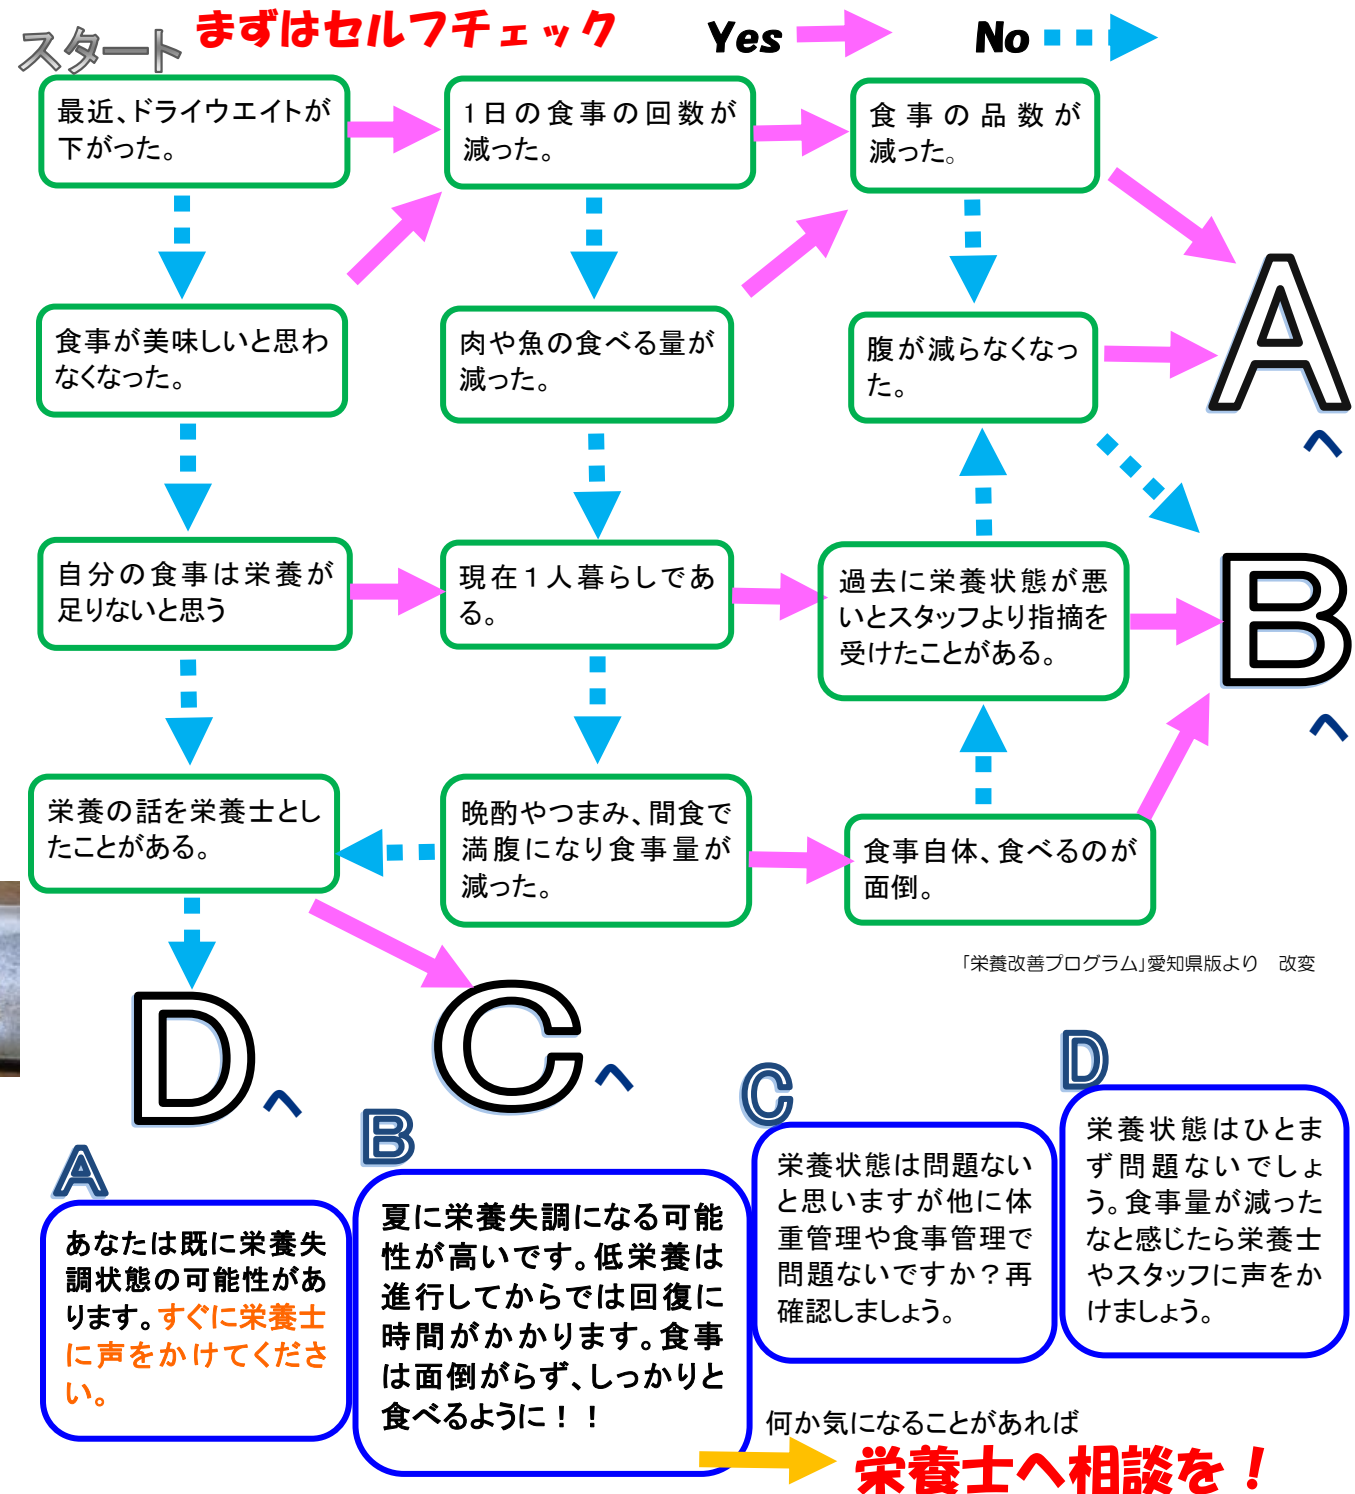 スタート まずはセルフチェック Yes No
最近、ドライウエイトが
下がった。
1日の食事の回数が
減った。
食事の品数が
減った。
食事が美味しいと思わ
なくなった。
肉や魚の食べる量が
減った。
腹が減らなくなっ
た。
A
へ
自分の食事は栄養が
足りないと思う
現在1人暮らしであ
る。
過去に栄養状態が悪
いとスタッフより指摘を
受けたことがある。
B
へ
栄養の話を栄養士とし
たことがある。
晩酌やつまみ、間食で
満腹になり食事量が
減った。
食事自体、食べるのが
面倒。
「栄養改善プログラム」愛知県版より 改変
D へ
C へ
A
あなたは既に栄養失
調状態の可能性があ
ります。すぐに栄養士
に声をかけてくださ
い。
B
夏に栄養失調になる可能
性が高いです。低栄養は
進行してからでは回復に
時間がかかります。食事
は面倒がらず、しっかりと
食べるように！！
C
栄養状態は問題ない
と思いますが他に体
重管理や食事管理で
問題ないですか？再
確認しましょう。
D
栄養状態はひとま
ず問題ないでしょ
う。食事量が減った
なと感じたら栄養士
やスタッフに声をか
けましょう。
何か気になることがあれば
栄養士へ相談を！